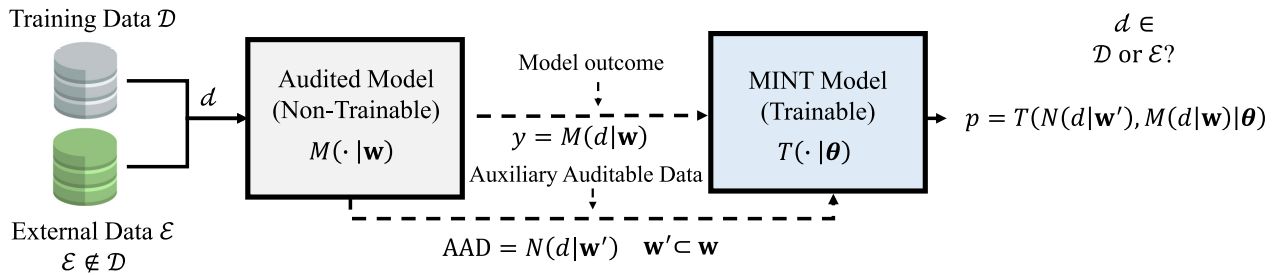 Training Data 𝒟
d
External Data ℰ
ℰ ∉ 𝒟
Audited Model
(Non-Trainable)
M(· |w)
Model outcome
y = M(d|w)
Auxiliary Auditable Data
AAD = N(d|w′) w′⊂ w
MINT Model
(Trainable)
T(· |θ)
d ∈
𝒟 or ℰ?
p = T(N(d|w′), M(d|w)|θ)